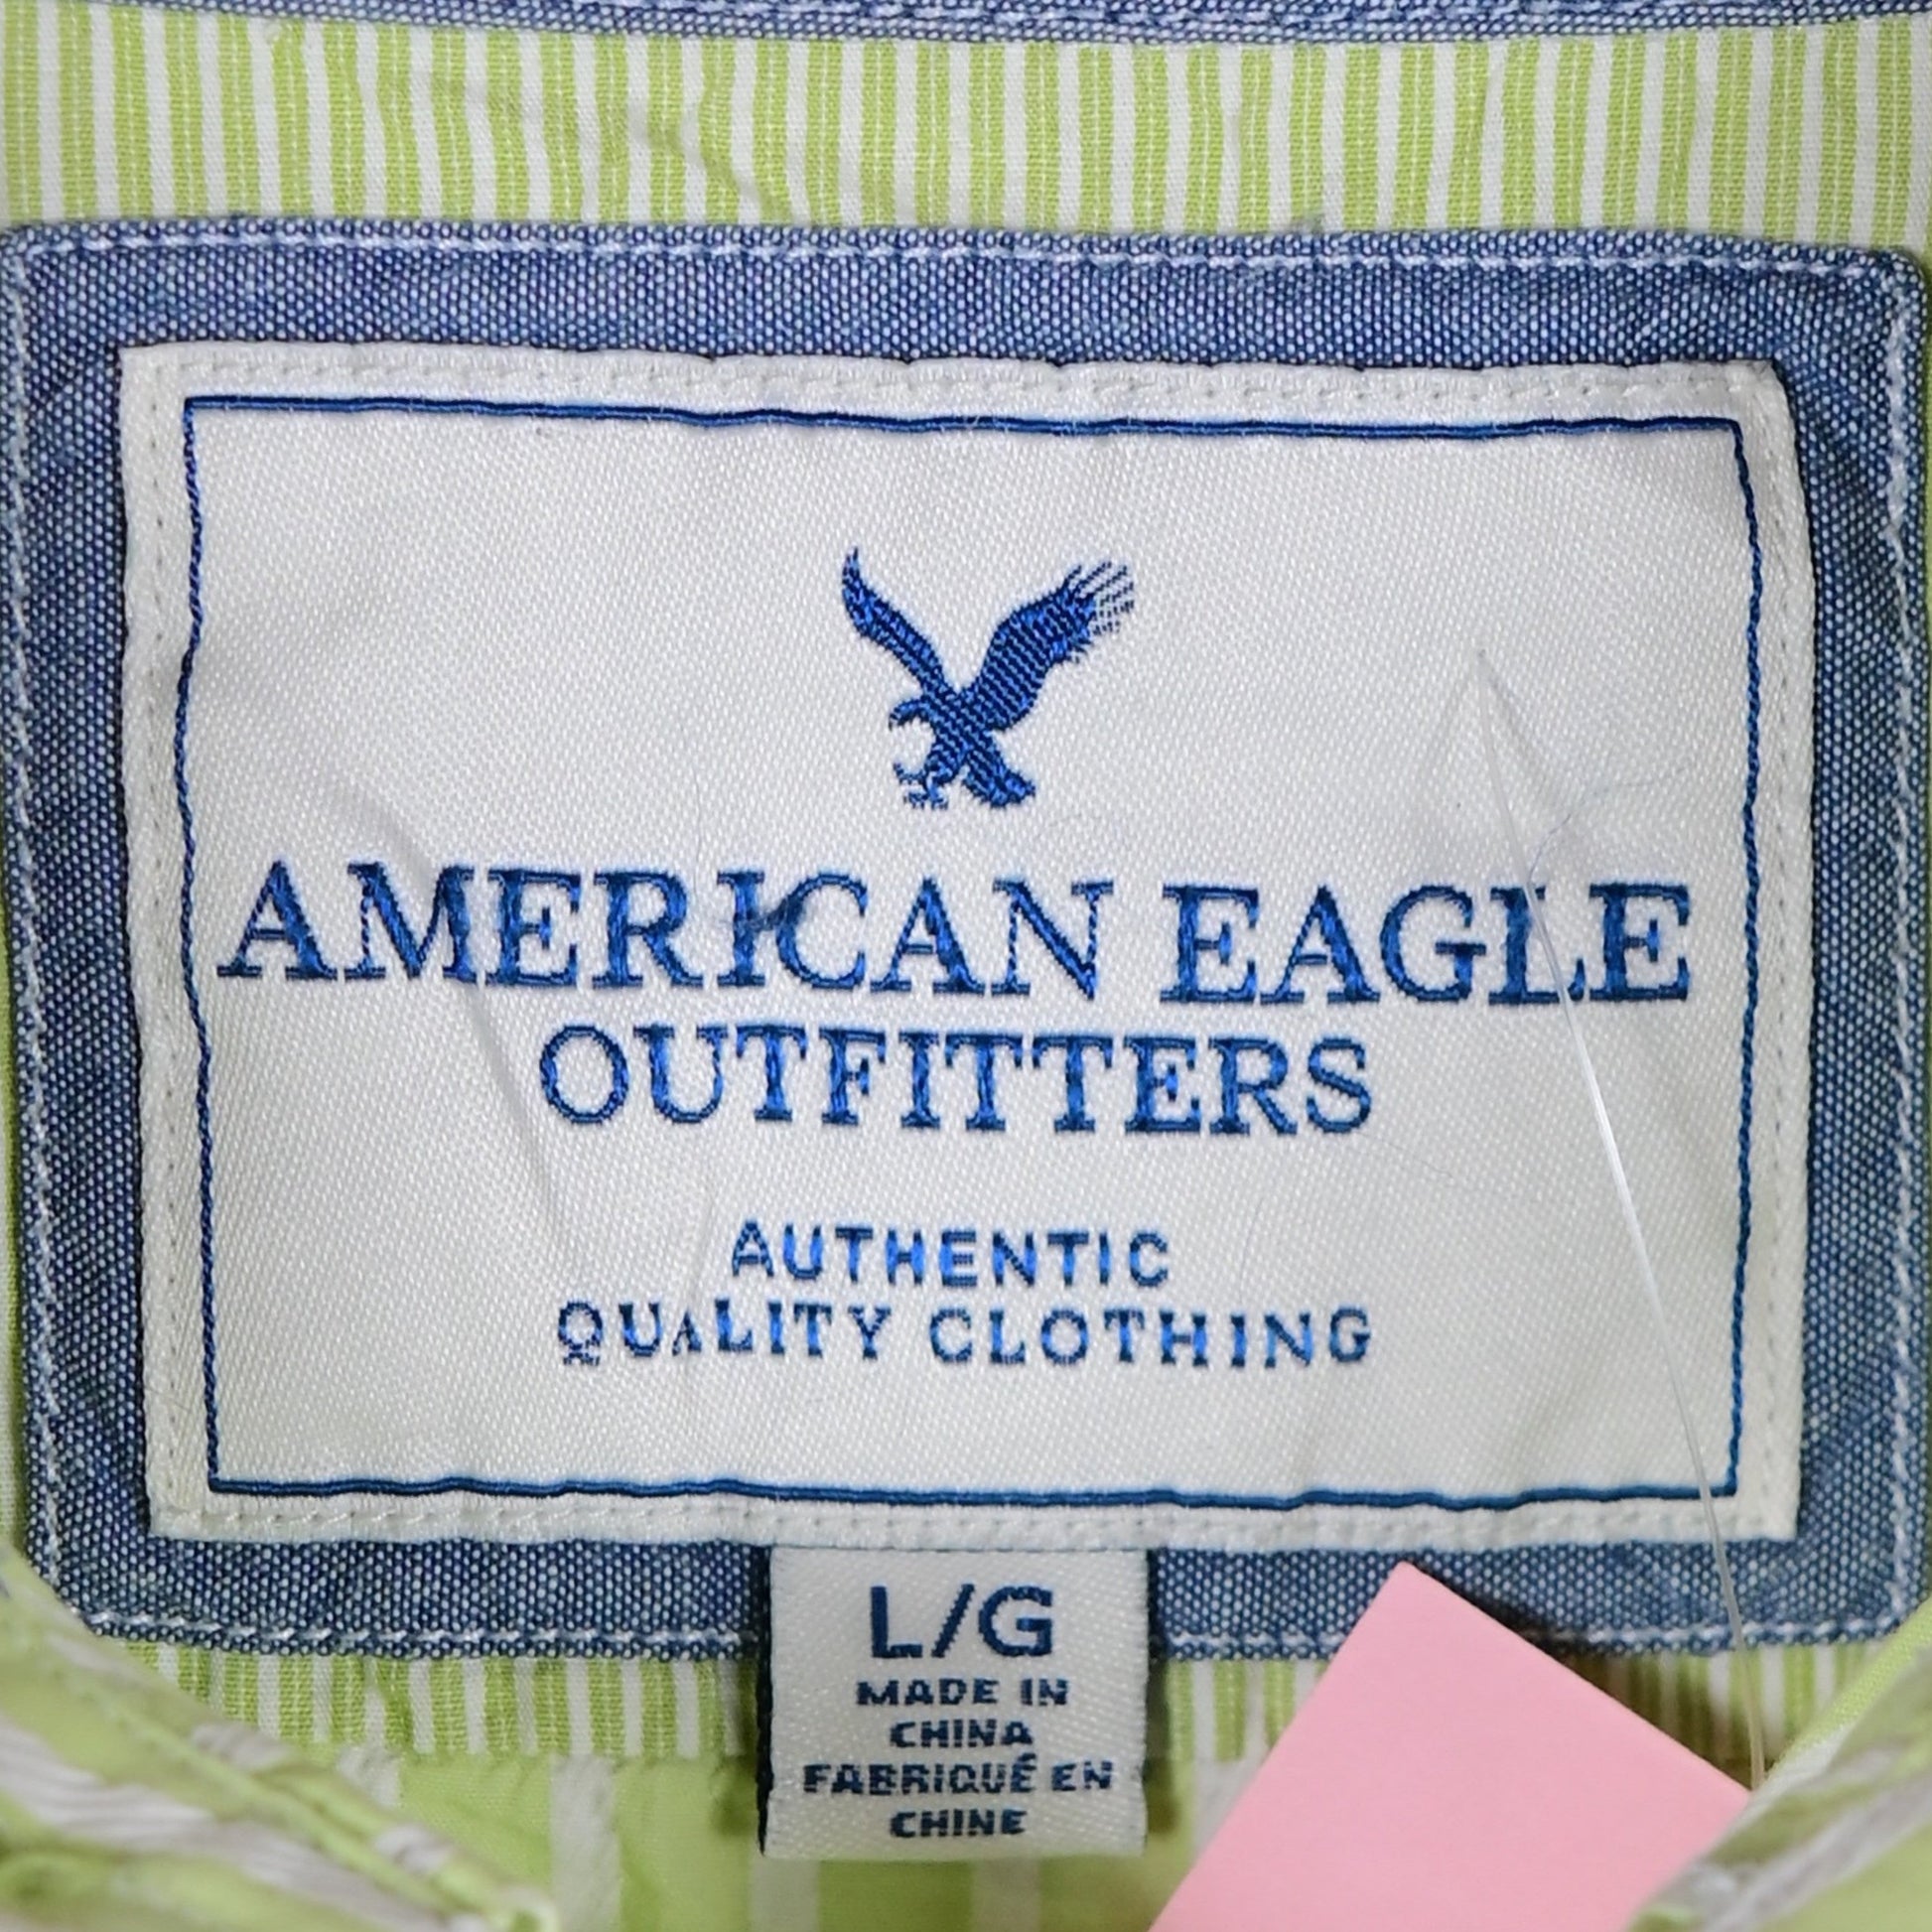 AMERICAN EAGLE
OUTFITTERS
AUTHENTIC
QUALITY CLOTHING
L/G
MADE IN
CHINA
FABRIQUÉ EN
CHINE